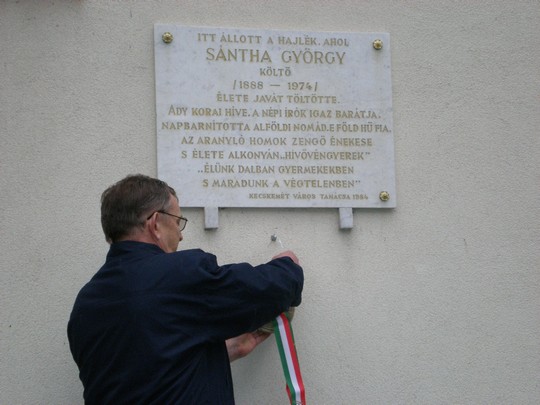 ITT ÁLLOTT A HAJLÉK, AHOL
SÁNTHA GYÖRGY
KÖLTŐ
/1888 — 1974/
ÉLETE JAVÁT TÖLTÖTTE.
ADY KORAI HÍVE, A NÉPI ÍRÓK IGAZ BARÁTJA,
NAPBARNÍTOTTA ALFÖLDI NOMÁD, E FÖLD HŰ FIA,
AZ ARANYLÓ HOMOK ZENGŐ ÉNEKESE
S ÉLETE ALKONYÁN „HIVŐVÉNGYEREK"
„ÉLÜNK DALBAN GYERMEKEKBEN
S MARADUNK A VÉGTELENBEN"
KECSKEMÉT VÁROS TANÁCSA 1984